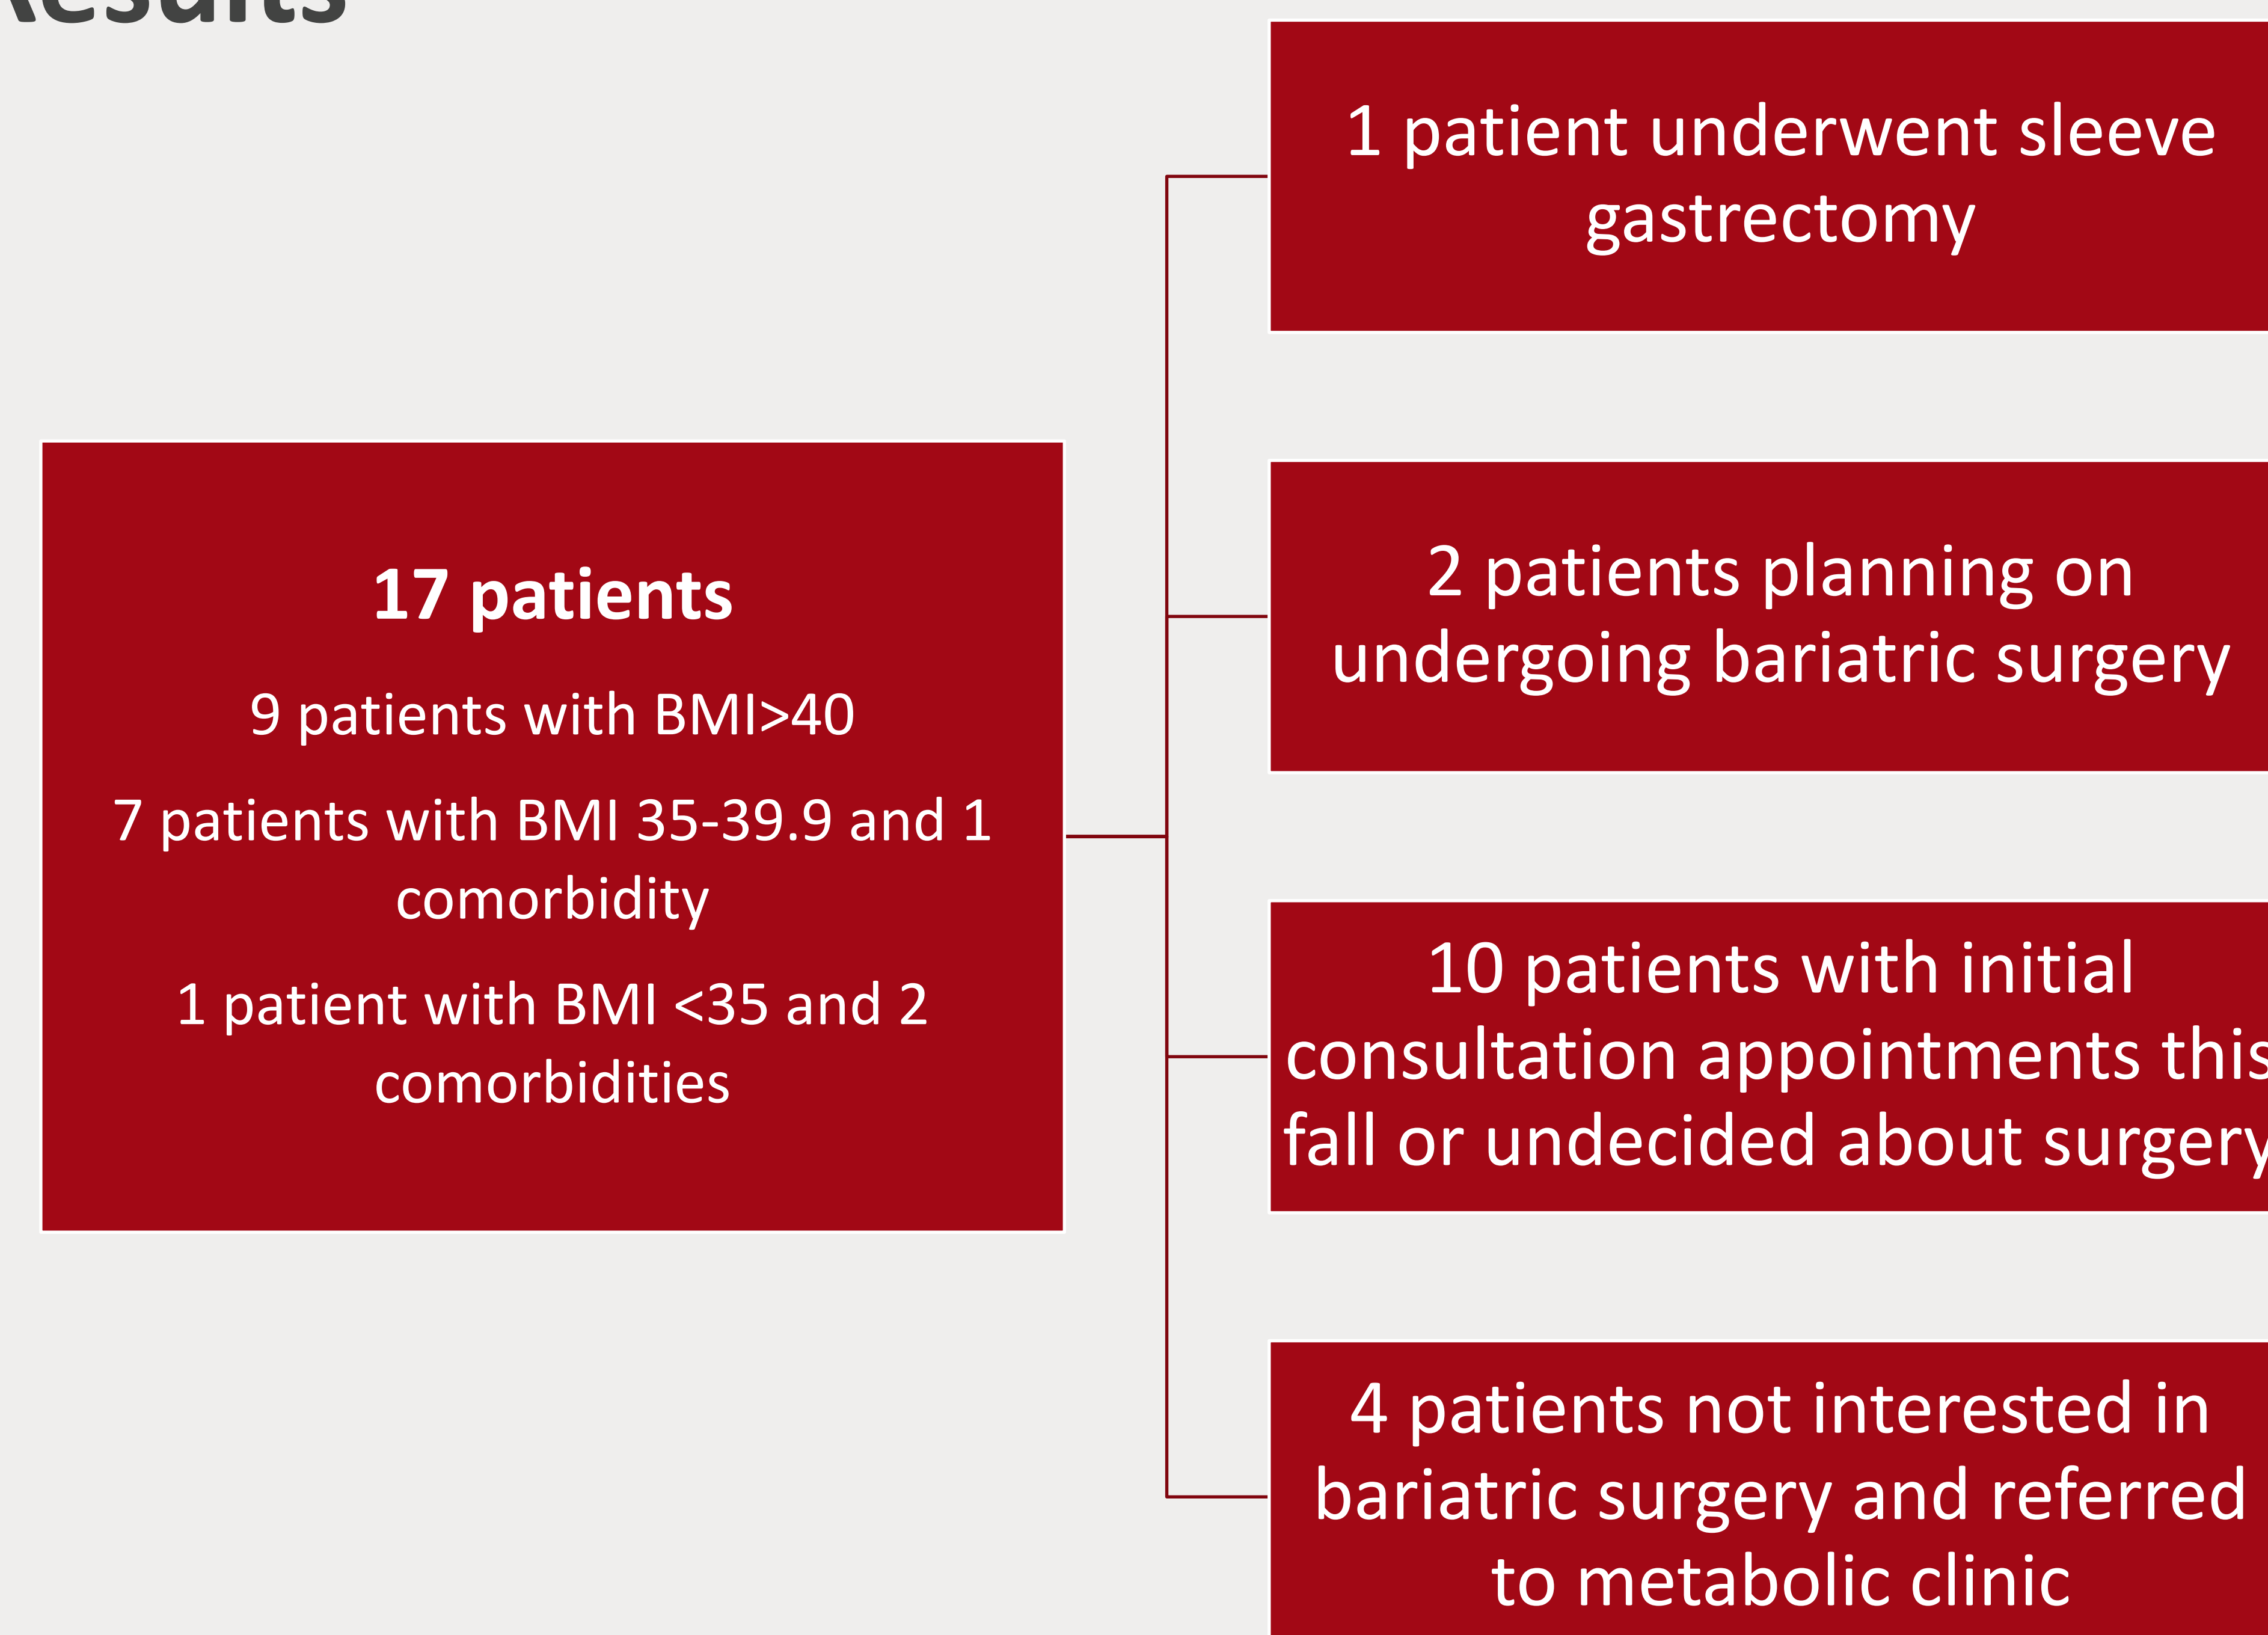 Results
17 patients
9 patients with BMI>40
7 patients with BMI 35-39.9 and 1
comorbidity
1 patient with BMI <35 and 2
comorbidities
1 patient underwent sleeve
gastrectomy
2 patients planning on
undergoing bariatric surgery
10 patients with initial
consultation appointments this
fall or undecided about surgery
4 patients not interested in
bariatric surgery and referred
to metabolic clinic